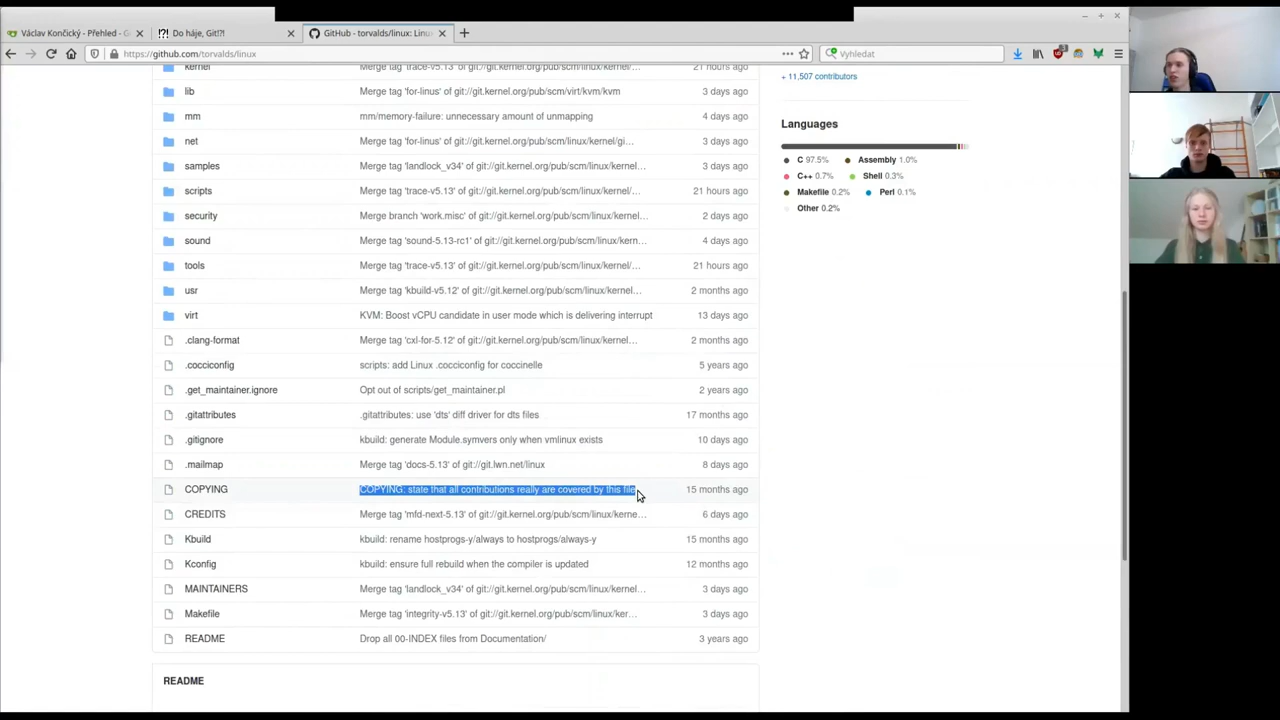 Václav Končický - Přehled - G
!?! Do háje, Git!?!
GitHub - torvalds/linux: Linu
https://github.com/torvalds/linux
Vyhledat
kernel Merge tag 'trace-v5.13' of git://git.kernel.org/pub/scm/linux/kernel/... 21 hours ago
lib Merge tag 'for-linus' of git://git.kernel.org/pub/scm/virt/kvm/kvm 3 days ago
mm mm/memory-failure: unnecessary amount of unmapping 4 days ago
net Merge tag 'for-linus' of git://git.kernel.org/pub/scm/linux/kernel/gi... 3 days ago
samples Merge tag 'landlock_v34' of git://git.kernel.org/pub/scm/linux/kernel... 3 days ago
scripts Merge tag 'trace-v5.13' of git://git.kernel.org/pub/scm/linux/kernel/... 21 hours ago
security Merge branch 'work.misc' of git://git.kernel.org/pub/scm/linux/kernel... 2 days ago
sound Merge tag 'sound-5.13-rc1' of git://git.kernel.org/pub/scm/linux/kern... 4 days ago
tools Merge tag 'trace-v5.13' of git://git.kernel.org/pub/scm/linux/kernel/... 21 hours ago
usr Merge tag 'kbuild-v5.12' of git://git.kernel.org/pub/scm/linux/kernel... 2 months ago
virt KVM: Boost vCPU candidate in user mode which is delivering interrupt 13 days ago
.clang-format Merge tag 'cxl-for-5.12' of git://git.kernel.org/pub/scm/linux/kernel... 2 months ago
.cocciconfig scripts: add Linux .cocciconfig for coccinelle 5 years ago
.get_maintainer.ignore Opt out of scripts/get_maintainer.pl 2 years ago
.gitattributes .gitattributes: use 'dts' diff driver for dts files 17 months ago
.gitignore kbuild: generate Module.symvers only when vmlinux exists 10 days ago
.mailmap Merge tag 'docs-5.13' of git://git.lwn.net/linux 8 days ago
COPYING COPYING: state that all contributions really are covered by this file 15 months ago
CREDITS Merge tag 'mfd-next-5.13' of git://git.kernel.org/pub/scm/linux/kerne... 6 days ago
Kbuild kbuild: rename hostprogs-y/always to hostprogs/always-y 15 months ago
Kconfig kbuild: ensure full rebuild when the compiler is updated 12 months ago
MAINTAINERS Merge tag 'landlock_v34' of git://git.kernel.org/pub/scm/linux/kernel... 3 days ago
Makefile Merge tag 'integrity-v5.13' of git://git.kernel.org/pub/scm/linux/ker... 3 days ago
README Drop all 00-INDEX files from Documentation/ 3 years ago
README
+ 11,507 contributors
Languages
C 97.5% Assembly 1.0%
C++ 0.7% Shell 0.3%
Makefile 0.2% Perl 0.1%
Other 0.2%